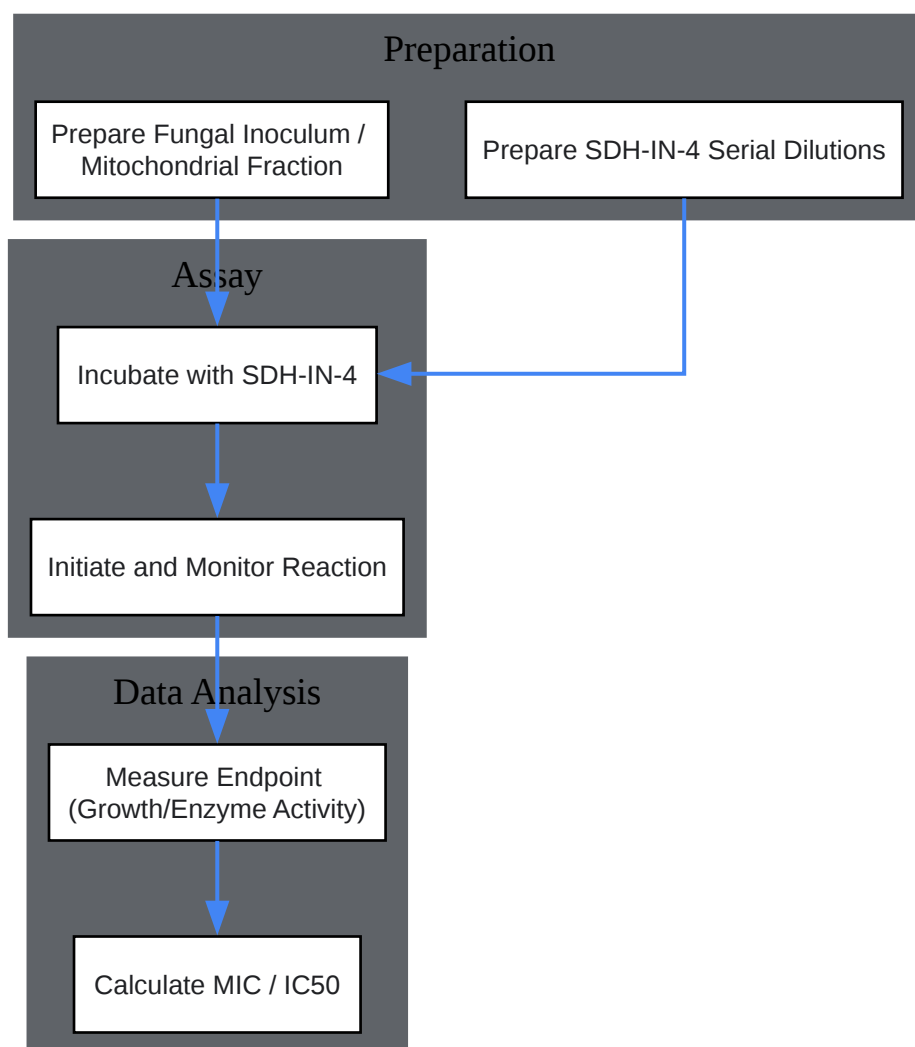 Preparation
Prepare Fungal Inoculum /
Mitochondrial Fraction
Prepare SDH-IN-4 Serial Dilutions
Assay
Incubate with SDH-IN-4
Initiate and Monitor Reaction
Data Analysis
Measure Endpoint
(Growth/Enzyme Activity)
Calculate MIC / IC50